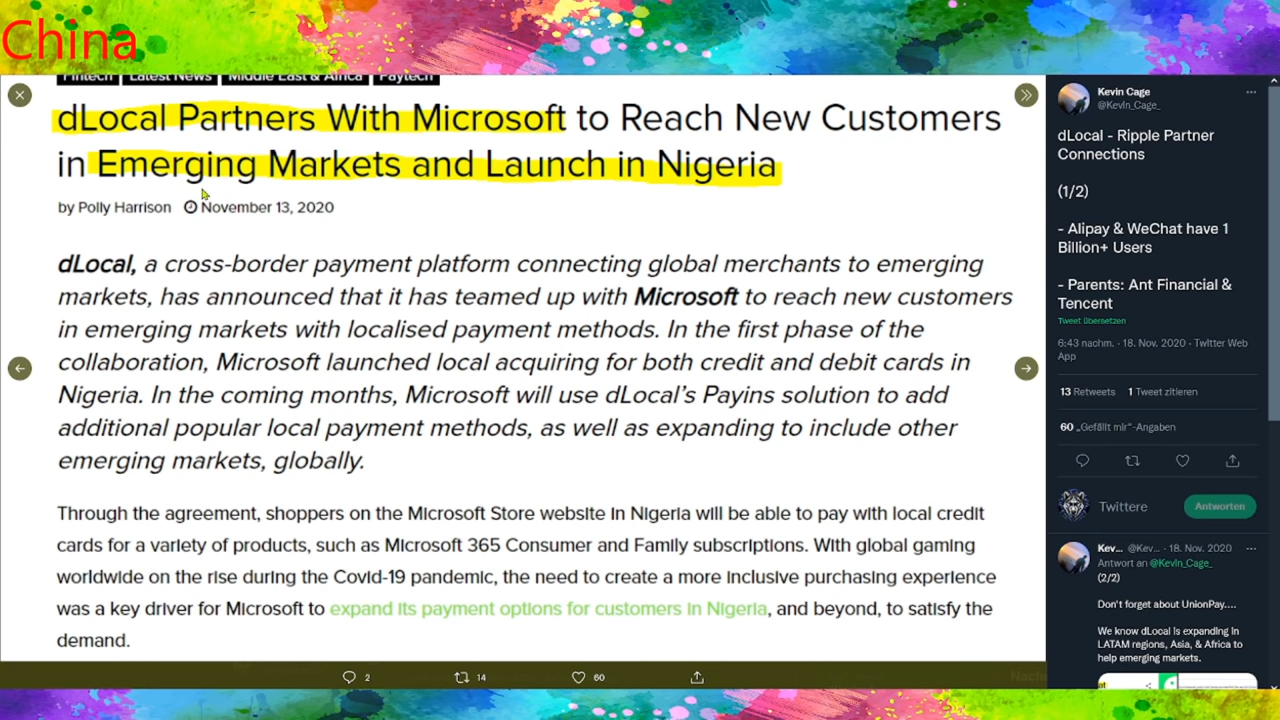 China
Fintech Latest News Middle East & Africa Paytech
dLocal Partners With Microsoft to Reach New Customers
in Emerging Markets and Launch in Nigeria
by Polly Harrison November 13, 2020
dLocal, a cross-border payment platform connecting global merchants to emerging
markets, has announced that it has teamed up with Microsoft to reach new customers
in emerging markets with localised payment methods. In the first phase of the
collaboration, Microsoft launched local acquiring for both credit and debit cards in
Nigeria. In the coming months, Microsoft will use dLocal's Payins solution to add
additional popular local payment methods, as well as expanding to include other
emerging markets, globally.
Through the agreement, shoppers on the Microsoft Store website in Nigeria will be able to pay with local credit
cards for a variety of products, such as Microsoft 365 Consumer and Family subscriptions. With global gaming
worldwide on the rise during the Covid-19 pandemic, the need to create a more inclusive purchasing experience
was a key driver for Microsoft to expand its payment options for customers in Nigeria, and beyond, to satisfy the
demand.
2 14 60
Kevin Cage
@KevIn_Cage_
dLocal - Ripple Partner
Connections
(1/2)
- Alipay & WeChat have 1
Billion+ Users
- Parents: Ant Financial &
Tencent
Tweet übersetzen
6:43 nachm. · 18. Nov. 2020 · Twitter Web
App
13 Retweets 1 Tweet zitieren
60 „Gefällt mir“-Angaben
Twittere Antworten
Kev... @Kev... · 18. Nov. 2020
Antwort an @KevIn_Cage_
(2/2)
Don't forget about UnionPay....
We know dLocal is expanding in
LATAM regions, Asia, & Africa to
help emerging markets.